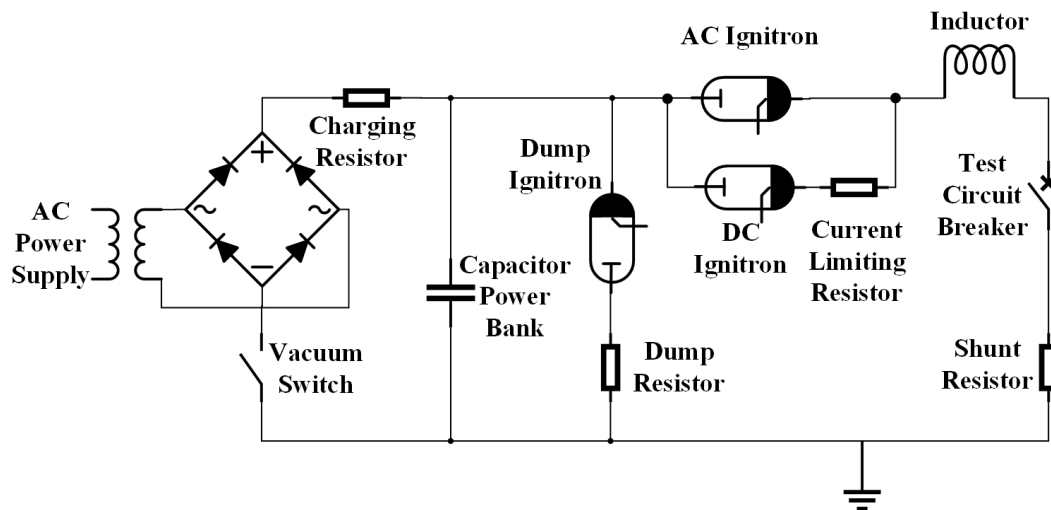 Inductor
AC Ignitron
Charging
Resistor
Dump
Ignitron
Test
Circuit
Breaker
AC
Power
Supply
DC
Ignitron
Current
Limiting
Resistor
Capacitor
Power
Bank
Vacuum
Switch
Dump
Resistor
Shunt
Resistor